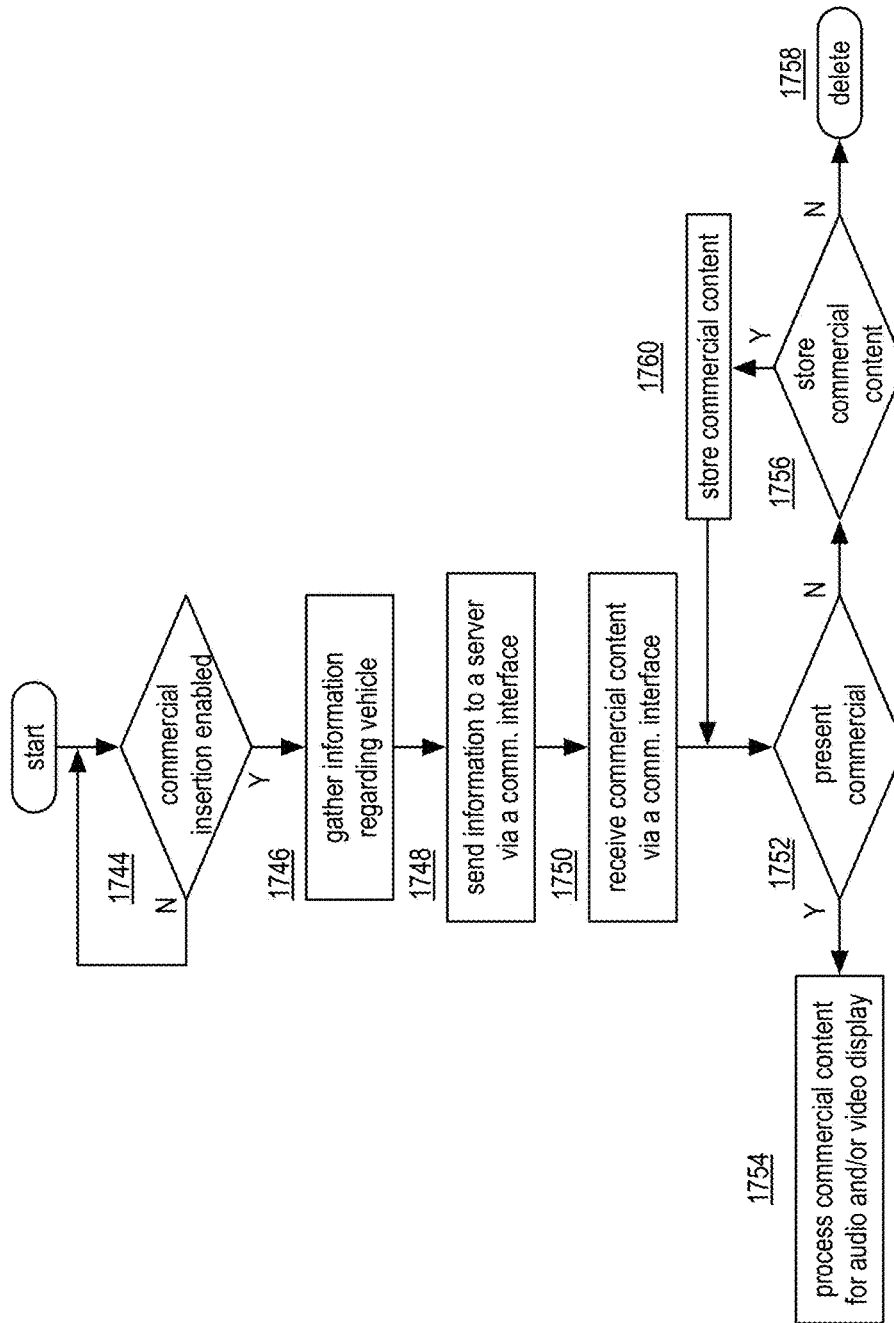 start
1744
commercial
insertion enabled
N
Y
1746
gather information
regarding vehicle
1748
send information to a server
via a comm. interface
1750
receive commercial content
via a comm. interface
1752
present
commercial
Y
N
1754
process commercial content
for audio and/or video display
1756
store
commercial
content
Y
N
1760
store commercial content
1758
delete